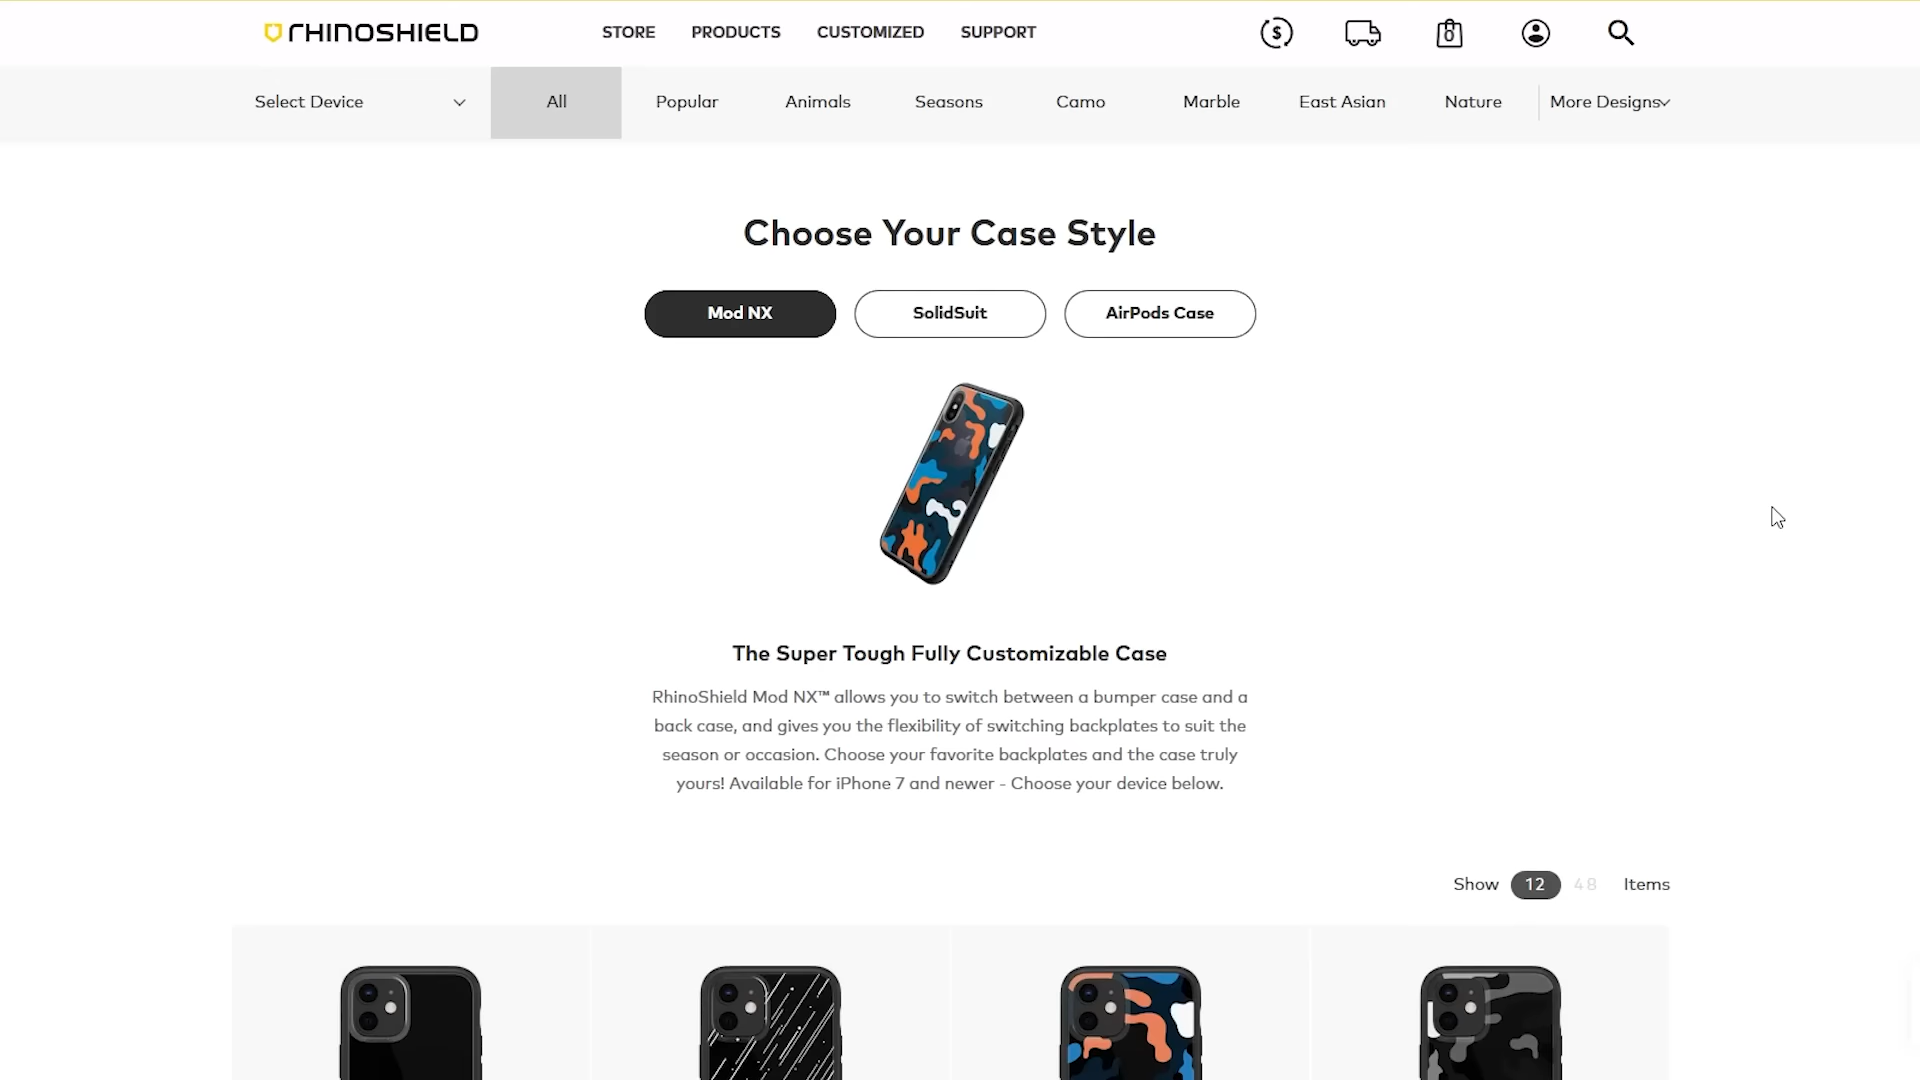 RHINOSHIELD
STORE
PRODUCTS
CUSTOMIZED
SUPPORT
$
0
Select Device
All
Popular
Animals
Seasons
Camo
Marble
East Asian
Nature
More Designs
Choose Your Case Style
Mod NX
SolidSuit
AirPods Case
The Super Tough Fully Customizable Case
RhinoShield Mod NX™ allows you to switch between a bumper case and a
back case, and gives you the flexibility of switching backplates to suit the
season or occasion. Choose your favorite backplates and the case truly
yours! Available for iPhone 7 and newer - Choose your device below.
Show 12 48 Items